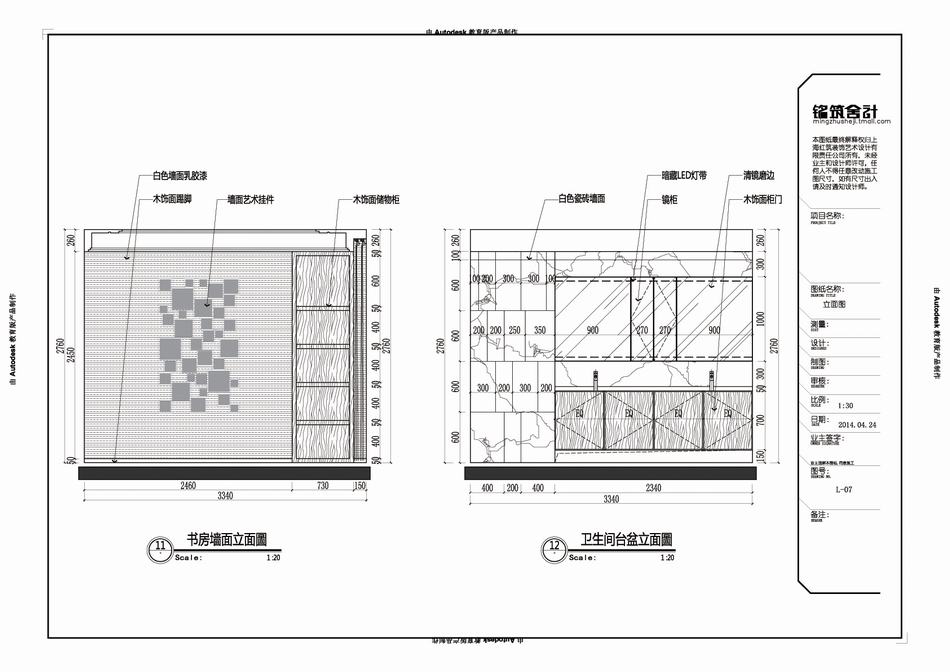 由 Autodesk 教育版产品制作
白色墙面乳胶漆
木饰面踢脚
墙面艺术挂件
木饰面储物柜
260
2760
2450
50
260
50
600
50
400
50
400
50
400
50
400
50
2760
2460
730
150
3340
11
书房墙面立面圖
Scale:
1:20
白色瓷砖墙面
暗藏LED灯带
镜柜
清镜磨边
木饰面柜门
260
100
600
600
600
600
2760
200
300
300
200
200
250
350
300
200
300
200
900
270
270
900
EQ
EQ
EQ
EQ
260
300
1000
300
50
700
150
2760
400
200
400
2340
3340
12
卫生间台盆立面圖
Scale:
1:20
mingzhusheji.tmall.com
本图纸最终解释权归上
海红筑装饰艺术设计有
限责任公司所有，未经
业主和设计师许可，任
何人不得任意改动施工
图尺寸，如有尺寸出入
请及时通知设计师。
项目名称：
图纸名称：
DRAWING TITLE
立面图
测量：
设计：
制图：
审核：
比例：
SCALE
1:30
日期：
DATE
2014.04.24
业主签字：
图号：
DRAWING NO.
L-07
备注：
由 Autodesk 教育版产品制作
由 Autodesk 教育版产品制作
由 Autodesk 教育版产品制作